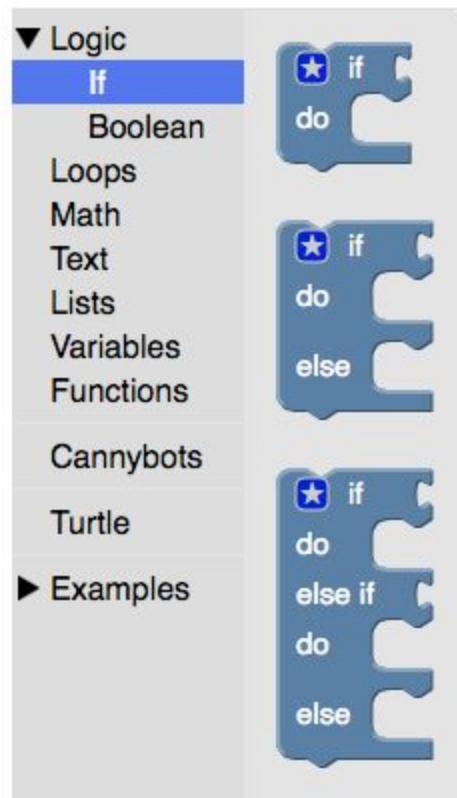 Logic
If
Boolean
Loops
Math
Text
Lists
Variables
Functions
Cannybots
Turtle
Examples
if
do
if
do
else
if
do
else if
do
else